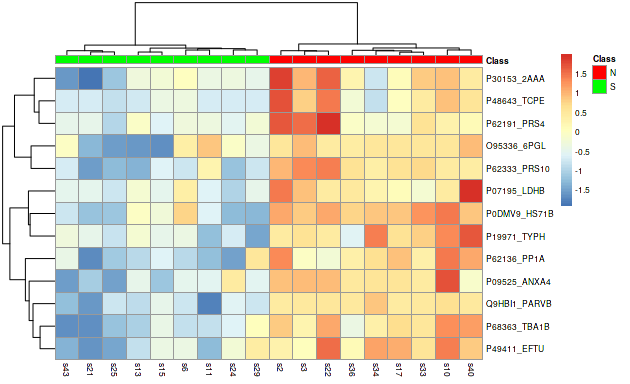 Class
P30153_2AAA
P48643_TCPE
P62191_PRS4
O95336_6PGL
P62333_PRS10
P07195_LDHB
P0DMV9_HS71B
P19971_TYPH
P62136_PP1A
P09525_ANXA4
Q9HBI1_PARVB
P68363_TBA1B
P49411_EFTU
s43 s21 s25 s13 s15 s6 s11 s24 s29 s2 s3 s22 s36 s34 s17 s33 s10 s40
1.5
1
0.5
0
-0.5
-1
-1.5
Class
N
G